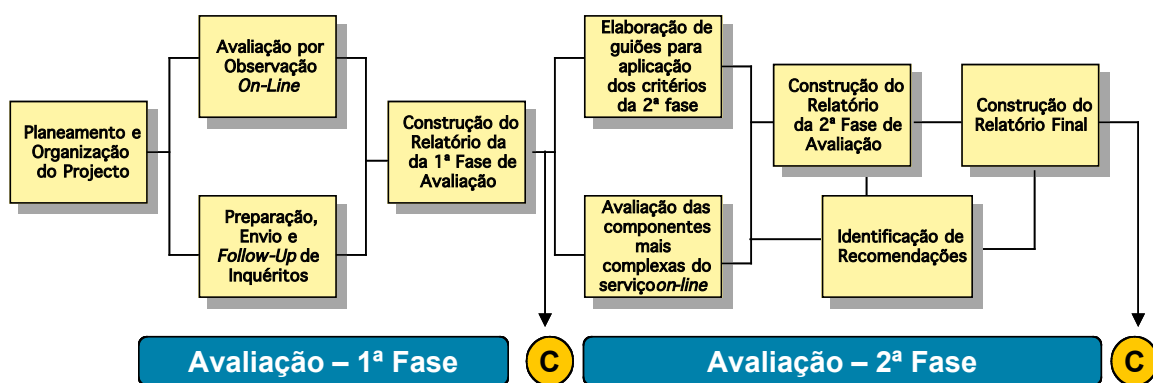 Planeamento e
Organização
do Projecto
Avaliação por
Observação
On-Line
Preparação,
Envio e
Follow-Up de
Inquéritos
Construção do
Relatório da
da 1ª Fase de
Avaliação
Elaboração de
guiões para
aplicação
dos critérios
da 2ª fase
Avaliação das
componentes
mais
complexas do
serviçoon-line
Construção do
Relatório
da 2ª Fase de
Avaliação
Identificação de
Recomendações
Construção do
Relatório Final
Avaliação – 1ª Fase
C
Avaliação – 2ª Fase
C